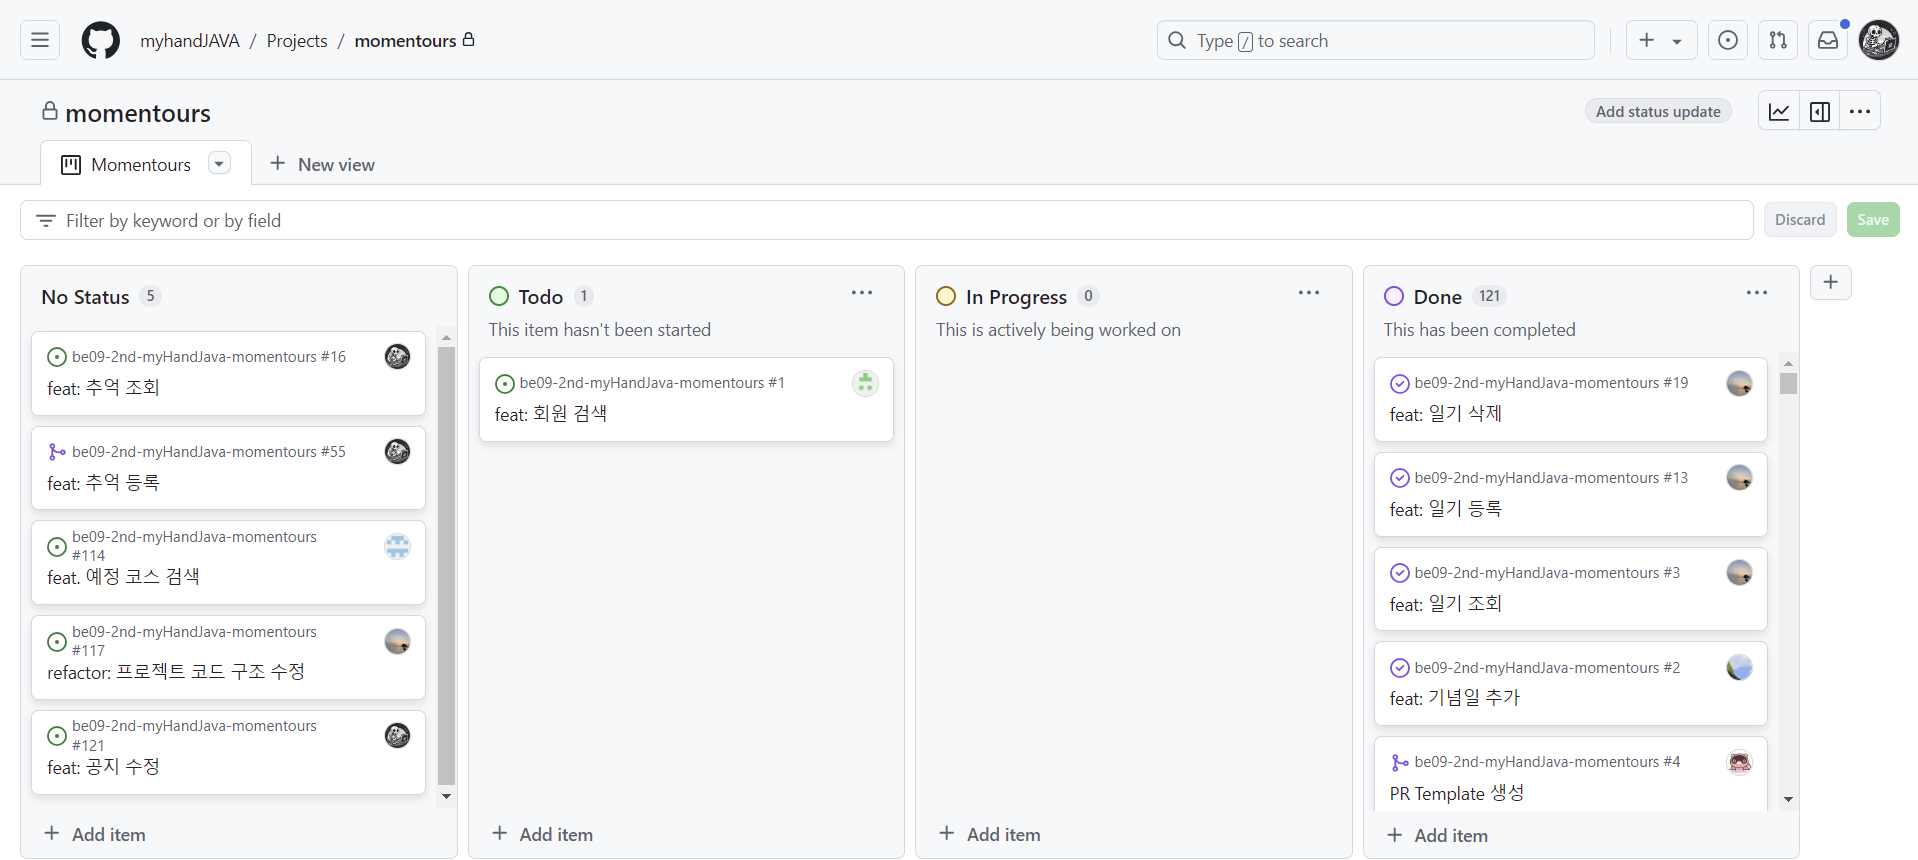 myhandJAVA / Projects / momentours
Type / to search
momentours
Add status update
Momentours
New view
Filter by keyword or by field
Discard
Save
No Status 5
be09-2nd-myHandJava-momentours #16
feat: 추억 조회
be09-2nd-myHandJava-momentours #55
feat: 추억 등록
be09-2nd-myHandJava-momentours
#114
feat. 예정 코스 검색
be09-2nd-myHandJava-momentours
#117
refactor: 프로젝트 코드 구조 수정
be09-2nd-myHandJava-momentours
#121
feat: 공지 수정
Add item
Todo 1
This item hasn't been started
be09-2nd-myHandJava-momentours #1
feat: 회원 검색
Add item
In Progress 0
This is actively being worked on
Add item
Done 121
This has been completed
be09-2nd-myHandJava-momentours #19
feat: 일기 삭제
be09-2nd-myHandJava-momentours #13
feat: 일기 등록
be09-2nd-myHandJava-momentours #3
feat: 일기 조회
be09-2nd-myHandJava-momentours #2
feat: 기념일 추가
be09-2nd-myHandJava-momentours #4
PR Template 생성
Add item